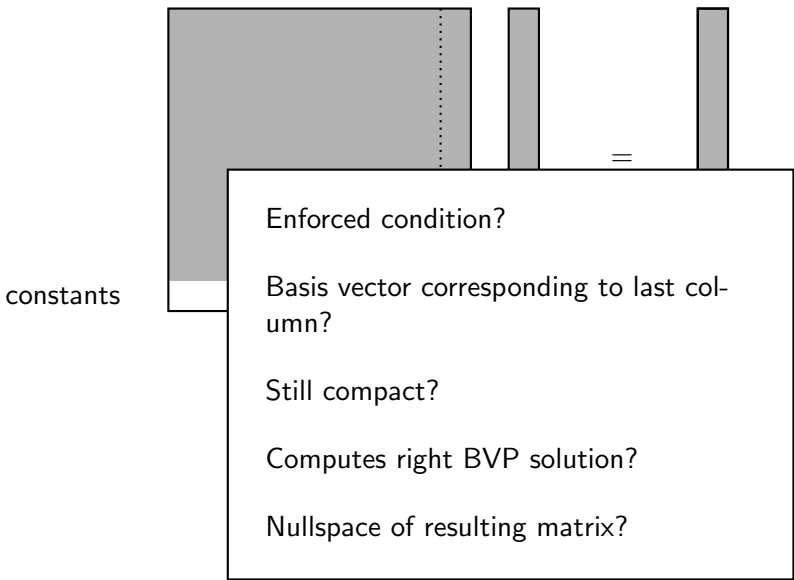 =
Enforced condition?
constants
Basis vector corresponding to last col-
umn?
Still compact?
Computes right BVP solution?
Nullspace of resulting matrix?